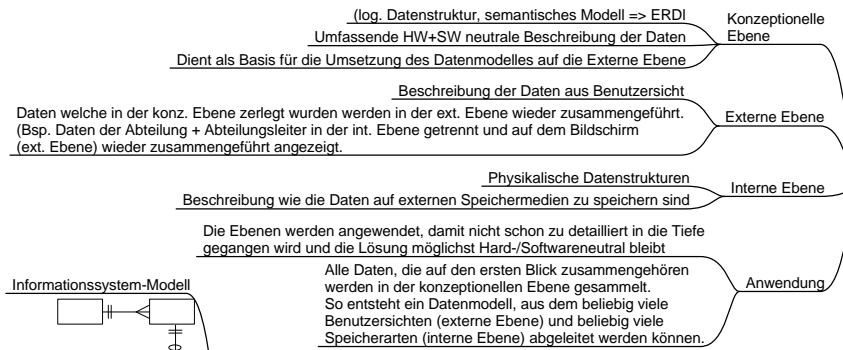 (log. Datenstruktur, semantisches Modell => ERDI
Umfassende HW+SW neutrale Beschreibung der Daten
Dient als Basis für die Umsetzung des Datenmodelles auf die Externe Ebene
Konzeptionelle
Ebene
Beschreibung der Daten aus Benutzersicht
Daten welche in der konz. Ebene zerlegt wurden werden in der ext. Ebene wieder zusammengeführt.
(Bsp. Daten der Abteilung + Abteilungsleiter in der int. Ebene getrennt und auf dem Bildschirm
(ext. Ebene) wieder zusammengeführt angezeigt.
Externe Ebene
Physikalische Datenstrukturen
Beschreibung wie die Daten auf externen Speichermedien zu speichern sind
Interne Ebene
Die Ebenen werden angewendet, damit nicht schon zu detailliert in die Tiefe
gegangen wird und die Lösung möglichst Hard-/Softwareneutral bleibt
Alle Daten, die auf den ersten Blick zusammengehören
werden in der konzeptionellen Ebene gesammelt.
So entsteht ein Datenmodell, aus dem beliebig viele
Benutzersichten (externe Ebene) und beliebig viele
Speicherarten (interne Ebene) abgeleitet werden können.
Anwendung
Informationssystem-Modell